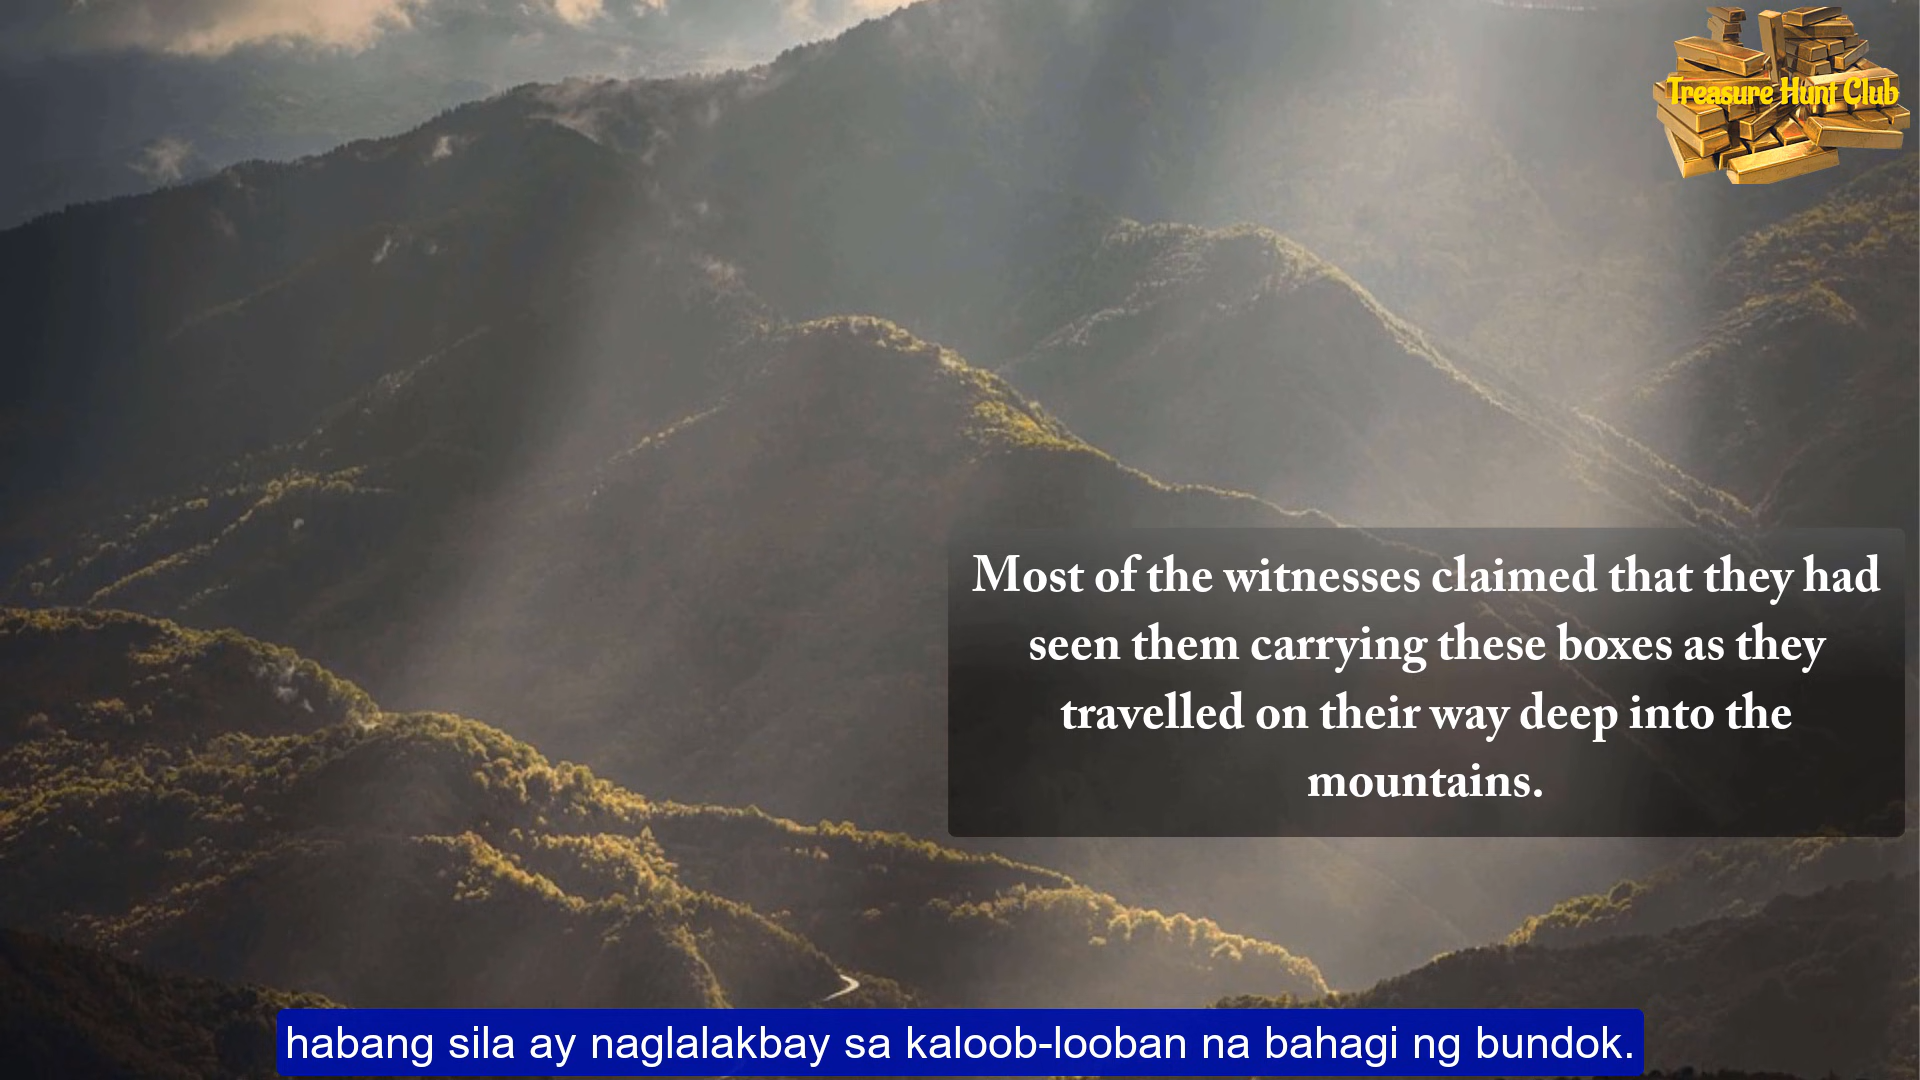 Treasure Hunt Club
Most of the witnesses claimed that they had
seen them carrying these boxes as they
travelled on their way deep into the
mountains.
habang sila ay naglalakbay sa kaloob-looban na bahagi ng bundok.